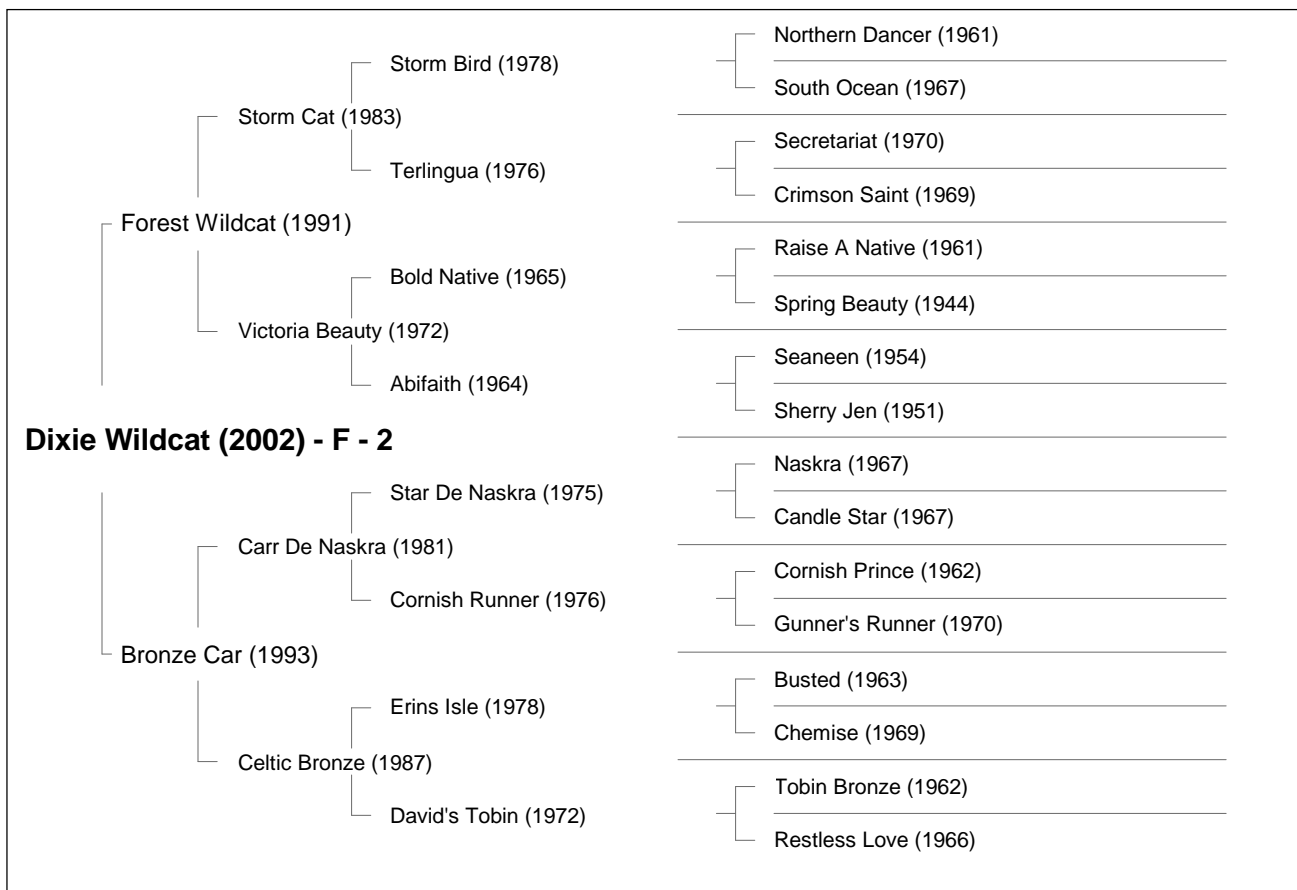 Northern Dancer (1961)
Storm Bird (1978)
South Ocean (1967)
Storm Cat (1983)
Secretariat (1970)
Terlingua (1976)
Crimson Saint (1969)
Forest Wildcat (1991)
Raise A Native (1961)
Bold Native (1965)
Spring Beauty (1944)
Victoria Beauty (1972)
Seaneen (1954)
Abifaith (1964)
Sherry Jen (1951)
Dixie Wildcat (2002) - F - 2
Naskra (1967)
Star De Naskra (1975)
Candle Star (1967)
Carr De Naskra (1981)
Cornish Prince (1962)
Cornish Runner (1976)
Gunner's Runner (1970)
Bronze Car (1993)
Busted (1963)
Erins Isle (1978)
Chemise (1969)
Celtic Bronze (1987)
Tobin Bronze (1962)
David's Tobin (1972)
Restless Love (1966)